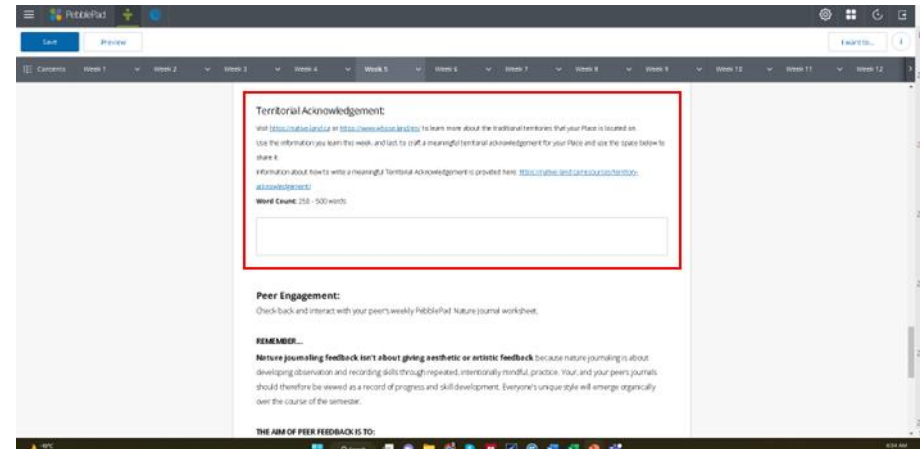 PebblePad
Save Preview I want to... i
Contents Week 1 Week 2 Week 3 Week 4 Week 5 Week 6 Week 7 Week 8 Week 9 Week 10 Week 11 Week 12
Territorial Acknowledgement:
Visit https://native-land.ca or https://www.whose.land/en/ to learn more about the traditional territories that your Place is located on.
Use the information you learn this week, and last, to craft a meaningful territorial acknowledgement for your Place and use the space below to
share it.
Information about how to write a meaningful Territorial Acknowledgement is provided here: https://native-land.ca/resources/territory-
acknowledgement/
Word Count: 250 - 500 words
Peer Engagement:
Check back and interact with your peer's weekly PebblePad Nature Journal worksheet.
REMEMBER...
Nature journaling feedback isn't about giving aesthetic or artistic feedback because nature journaling is about
developing observation and recording skills through repeated, intentionally mindful, practice. Your, and your peers journals
should therefore be viewed as a record of progress and skill development. Everyone's unique style will emerge organically
over the course of the semester.
THE AIM OF PEER FEEDBACK IS TO:
8:34 AM